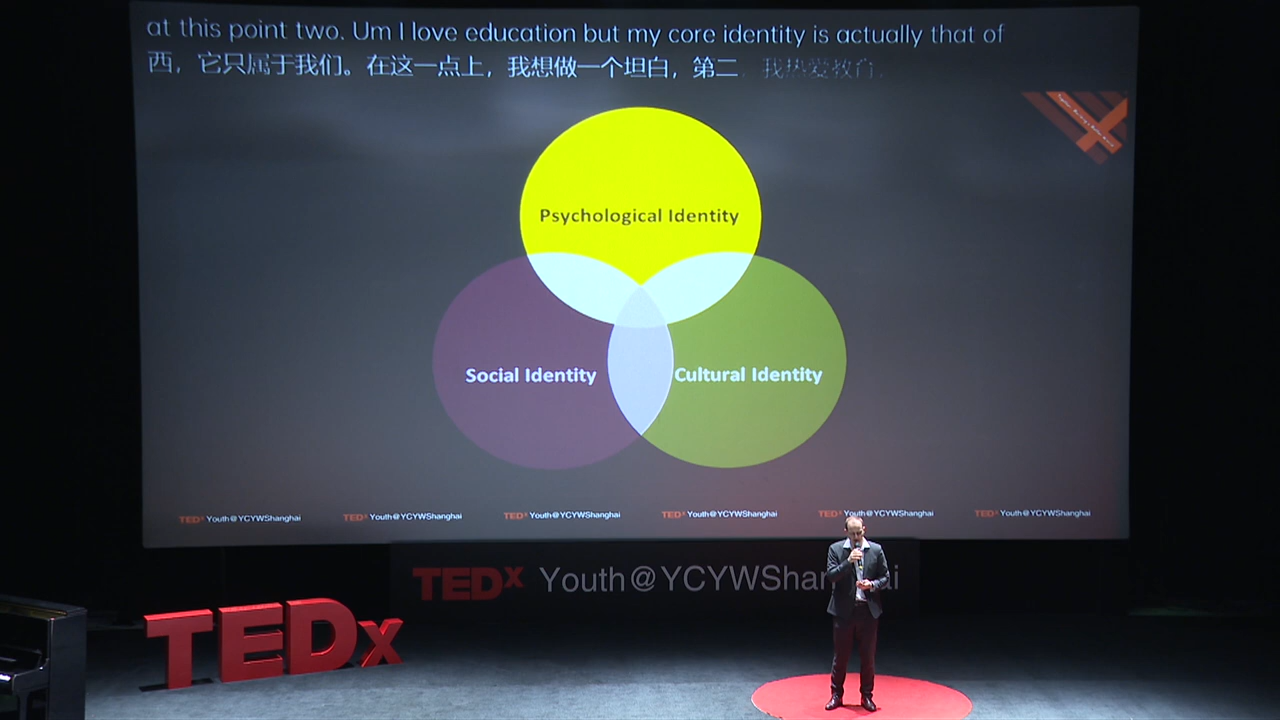 at this point two. Um I love education but my core identity is actually that of
西，它只属于我们。在这一点上，我想做一个坦白，第二，我热爱教育，
Psychological Identity
Social Identity
Cultural Identity
TEDx Youth@YCYWShanghai
TEDx Youth@YCYWShanghai
TEDx Youth@YCYWShanghai
TEDx Youth@YCYWShanghai
TEDx Youth@YCYWShanghai
TEDx Youth@YCYWShanghai
TEDx Youth@YCYWShanghai
TEDx